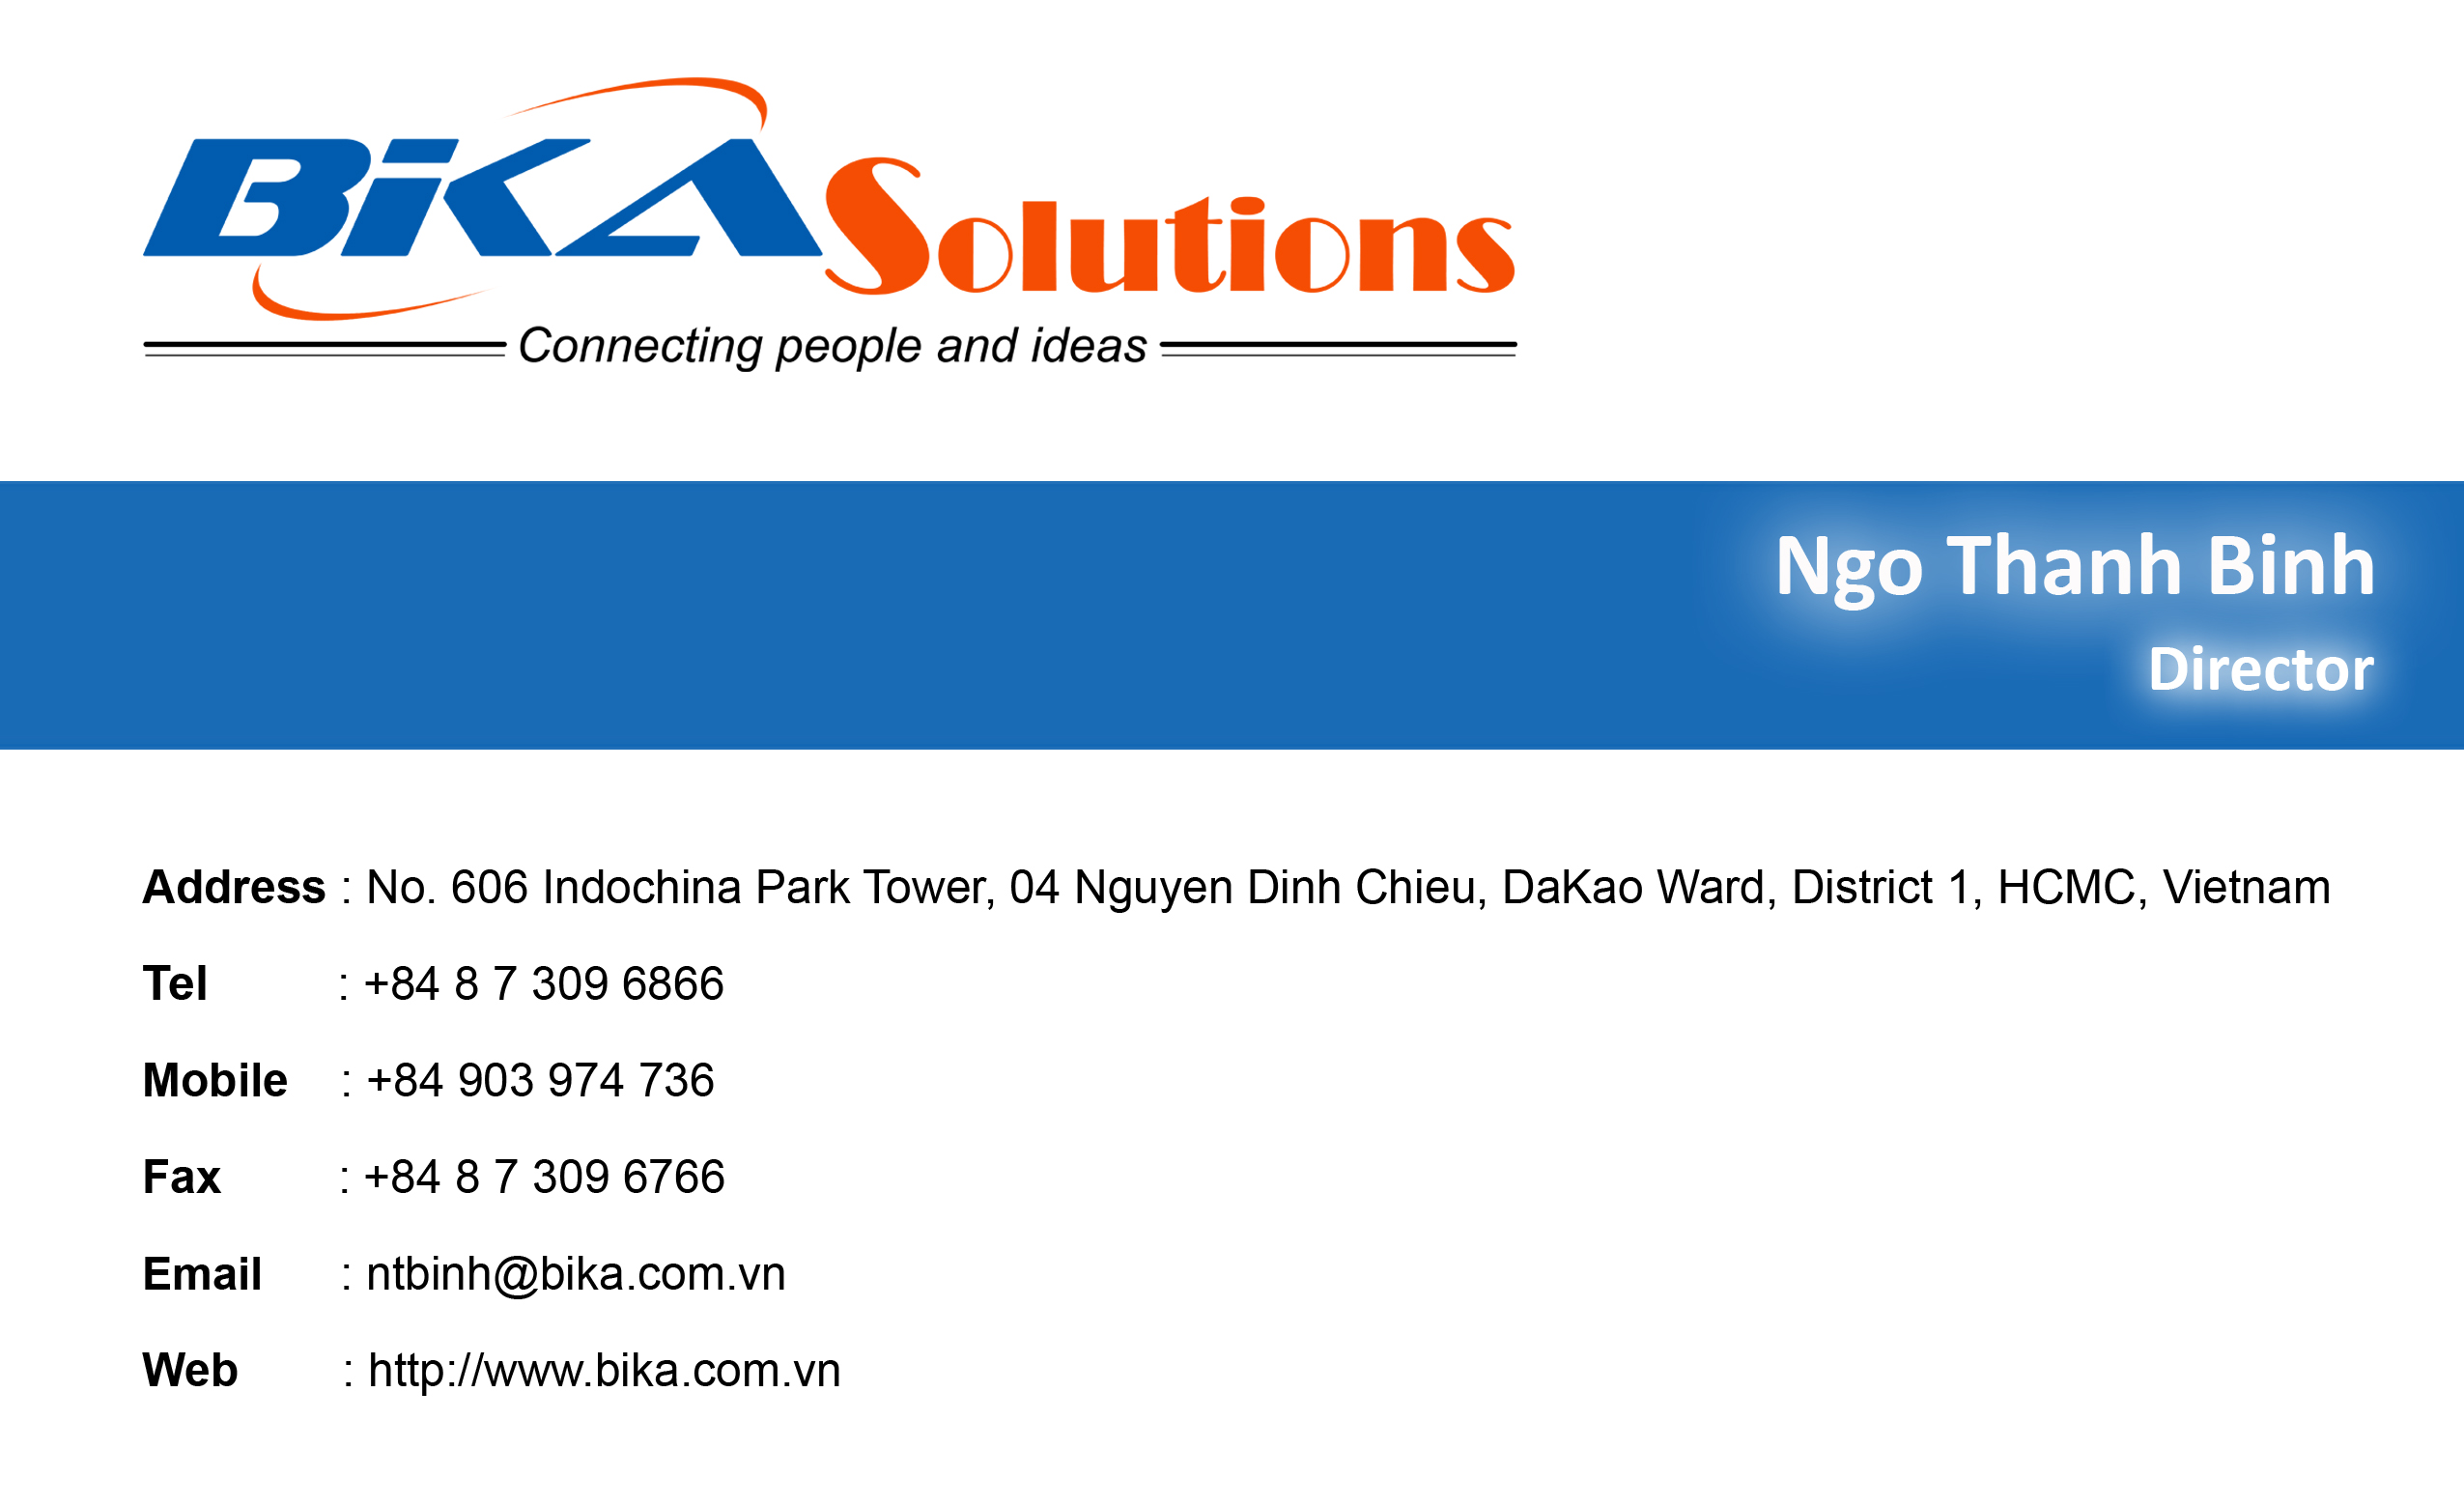 BiKA Solutions
Connecting people and ideas
Ngo Thanh Binh
Director
Address : No. 606 Indochina Park Tower, 04 Nguyen Dinh Chieu, DaKao Ward, District 1, HCMC, Vietnam
Tel : +84 8 7 309 6866
Mobile : +84 903 974 736
Fax : +84 8 7 309 6766
Email : ntbinh@bika.com.vn
Web : http://www.bika.com.vn